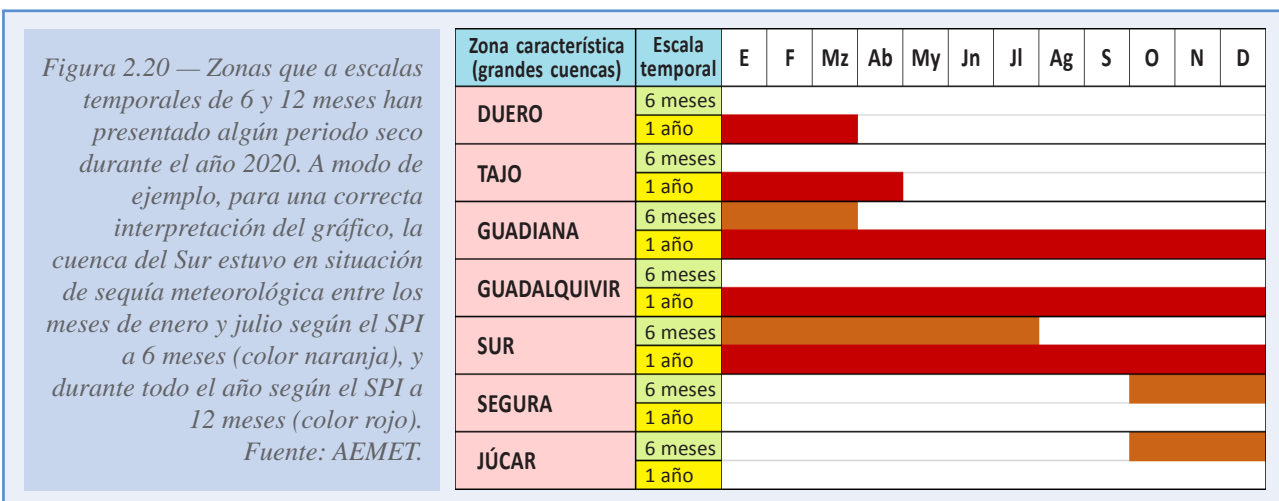 Figura 2.20 — Zonas que a escalas
temporales de 6 y 12 meses han
presentado algún periodo seco
durante el año 2020. A modo de
ejemplo, para una correcta
interpretación del gráfico, la
cuenca del Sur estuvo en situación
de sequía meteorológica entre los
meses de enero y julio según el SPI
a 6 meses (color naranja), y
durante todo el año según el SPI a
12 meses (color rojo).
Fuente: AEMET.
Zona característica (grandes cuencas) Escala temporal E F Mz Ab My Jn Jl Ag S O N D
DUERO
6 meses
1 año
TAJO
6 meses
1 año
GUADIANA
6 meses
1 año
GUADALQUIVIR
6 meses
1 año
SUR
6 meses
1 año
SEGURA
6 meses
1 año
JÚCAR
6 meses
1 año